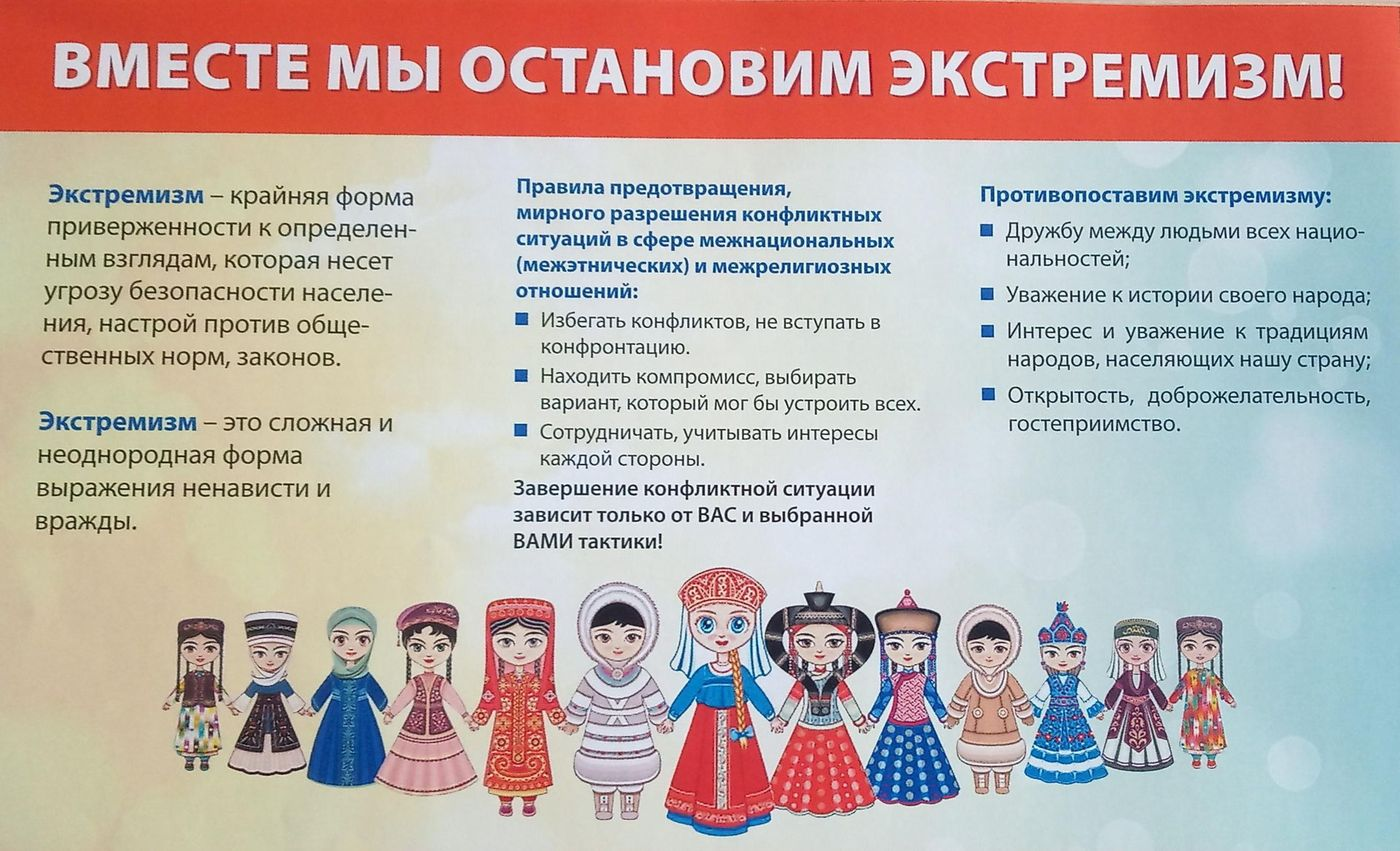 ВМЕСТЕ МЫ ОСТАНОВИМ ЭКСТРЕМИЗМ!
Экстремизм – крайняя форма
приверженности к определен-
ным взглядам, которая несет
угрозу безопасности населе-
ния, настрой против обще-
ственных норм, законов.
Экстремизм – это сложная и
неоднородная форма
выражения ненависти и
вражды.
Правила предотвращения,
мирного разрешения конфликтных
ситуаций в сфере межнациональных
(межэтнических) и межрелигиозных
отношений:
Избегать конфликтов, не вступать в
конфронтацию.
Находить компромисс, выбирать
вариант, который мог бы устроить всех.
Сотрудничать, учитывать интересы
каждой стороны.
Завершение конфликтной ситуации
зависит только от ВАС и выбранной
ВАМИ тактики!
Противопоставим экстремизму:
Дружбу между людьми всех нацио-
нальностей;
Уважение к истории своего народа;
Интерес и уважение к традициям
народов, населяющих нашу страну;
Открытость, доброжелательность,
гостеприимство.